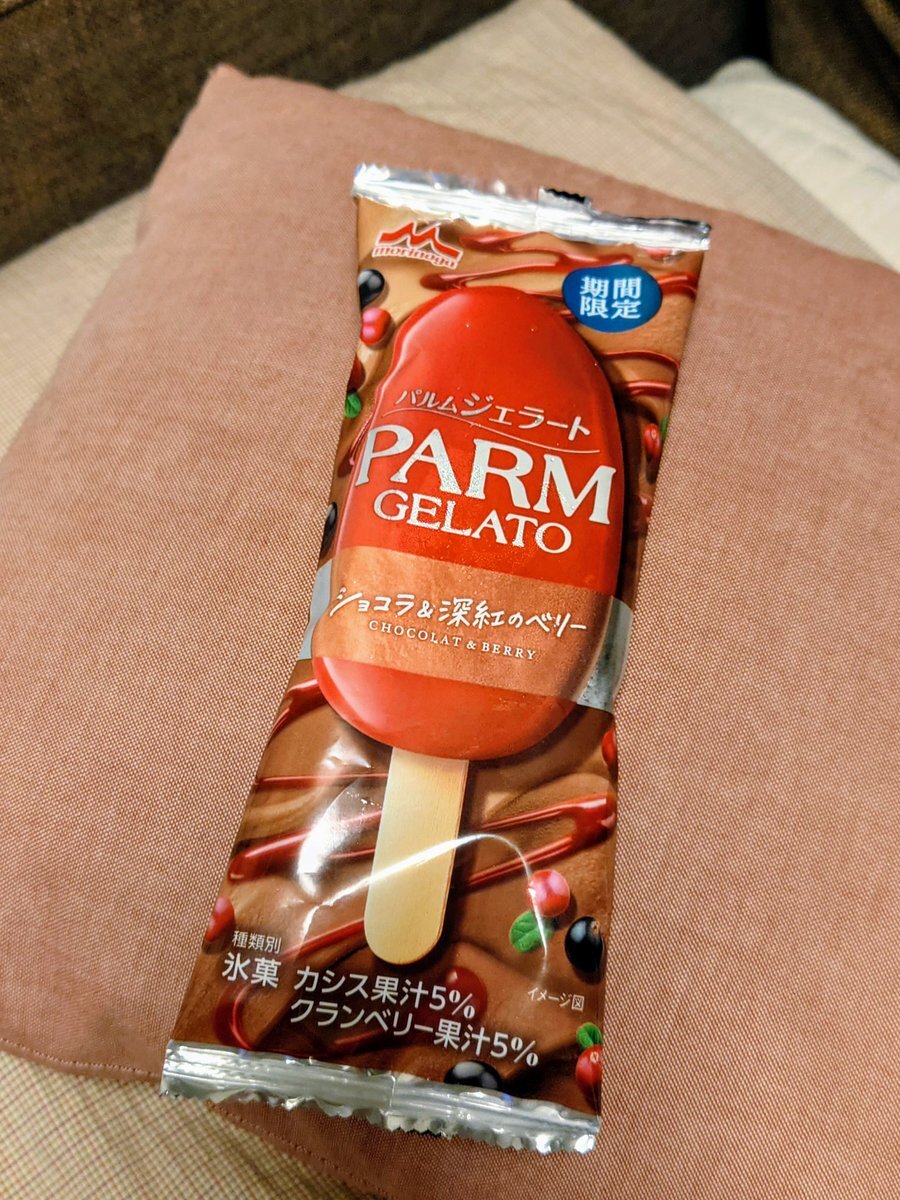 morinaga
期間
限定
パルムジェラート
PARM
GELATO
ショコラ&深紅のベリー
CHOCOLAT & BERRY
種類別
氷菓 カシス果汁5%
クランベリー果汁5%
イメージ図